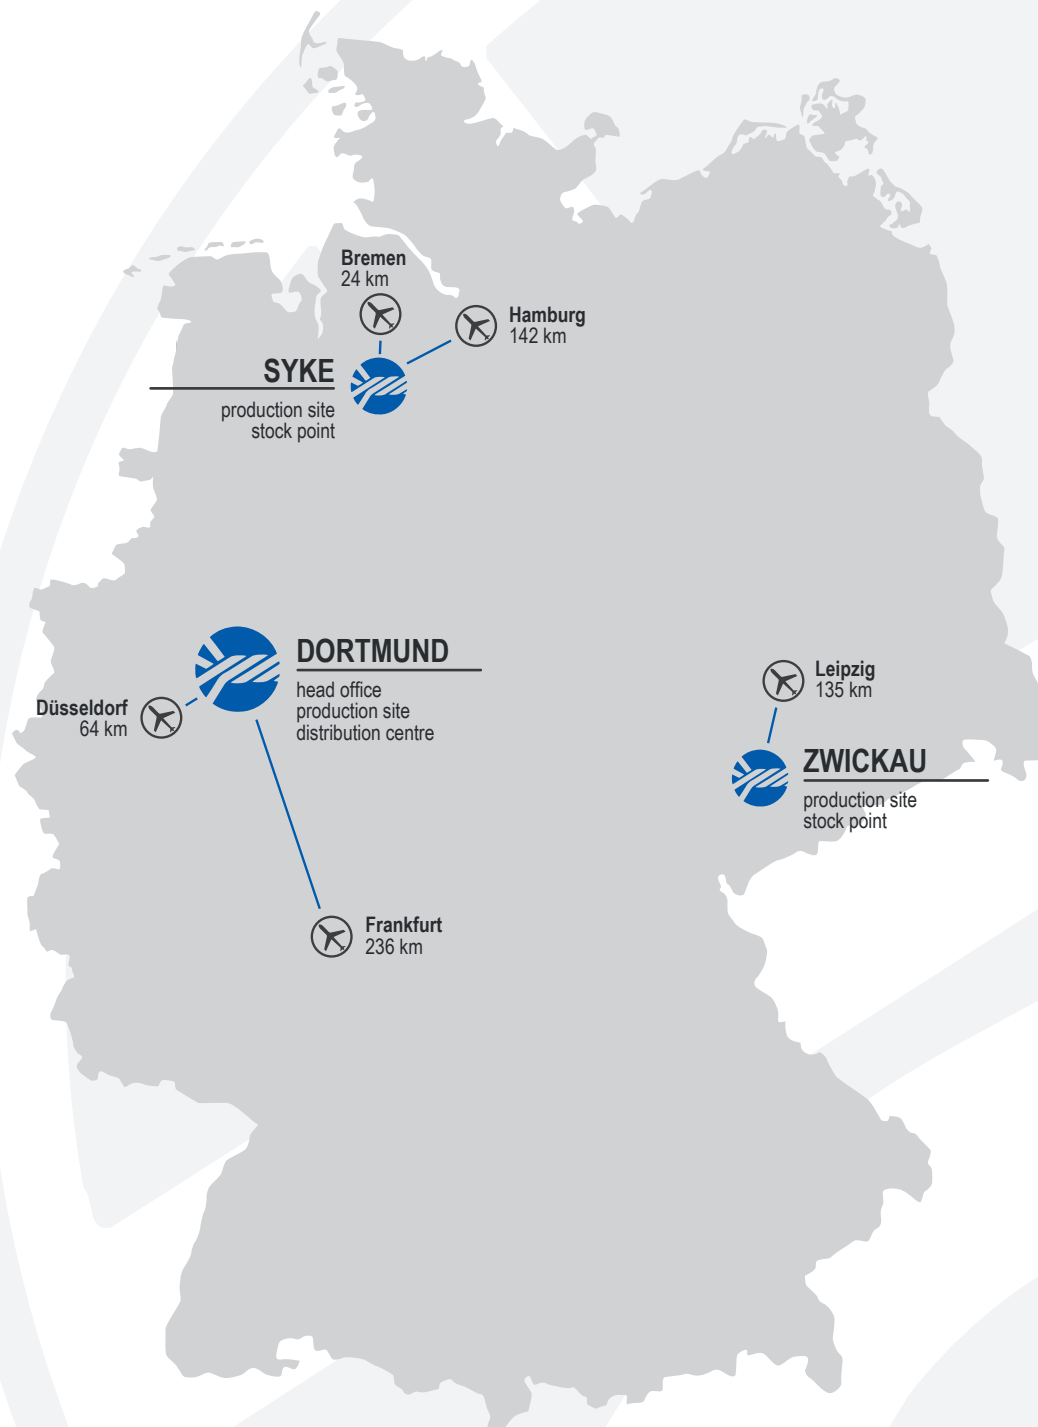 Bremen
24 km
Hamburg
142 km
SYKE
production site
stock point
DORTMUND
head office
production site
distribution centre
Düsseldorf
64 km
Leipzig
135 km
ZWICKAU
production site
stock point
Frankfurt
236 km